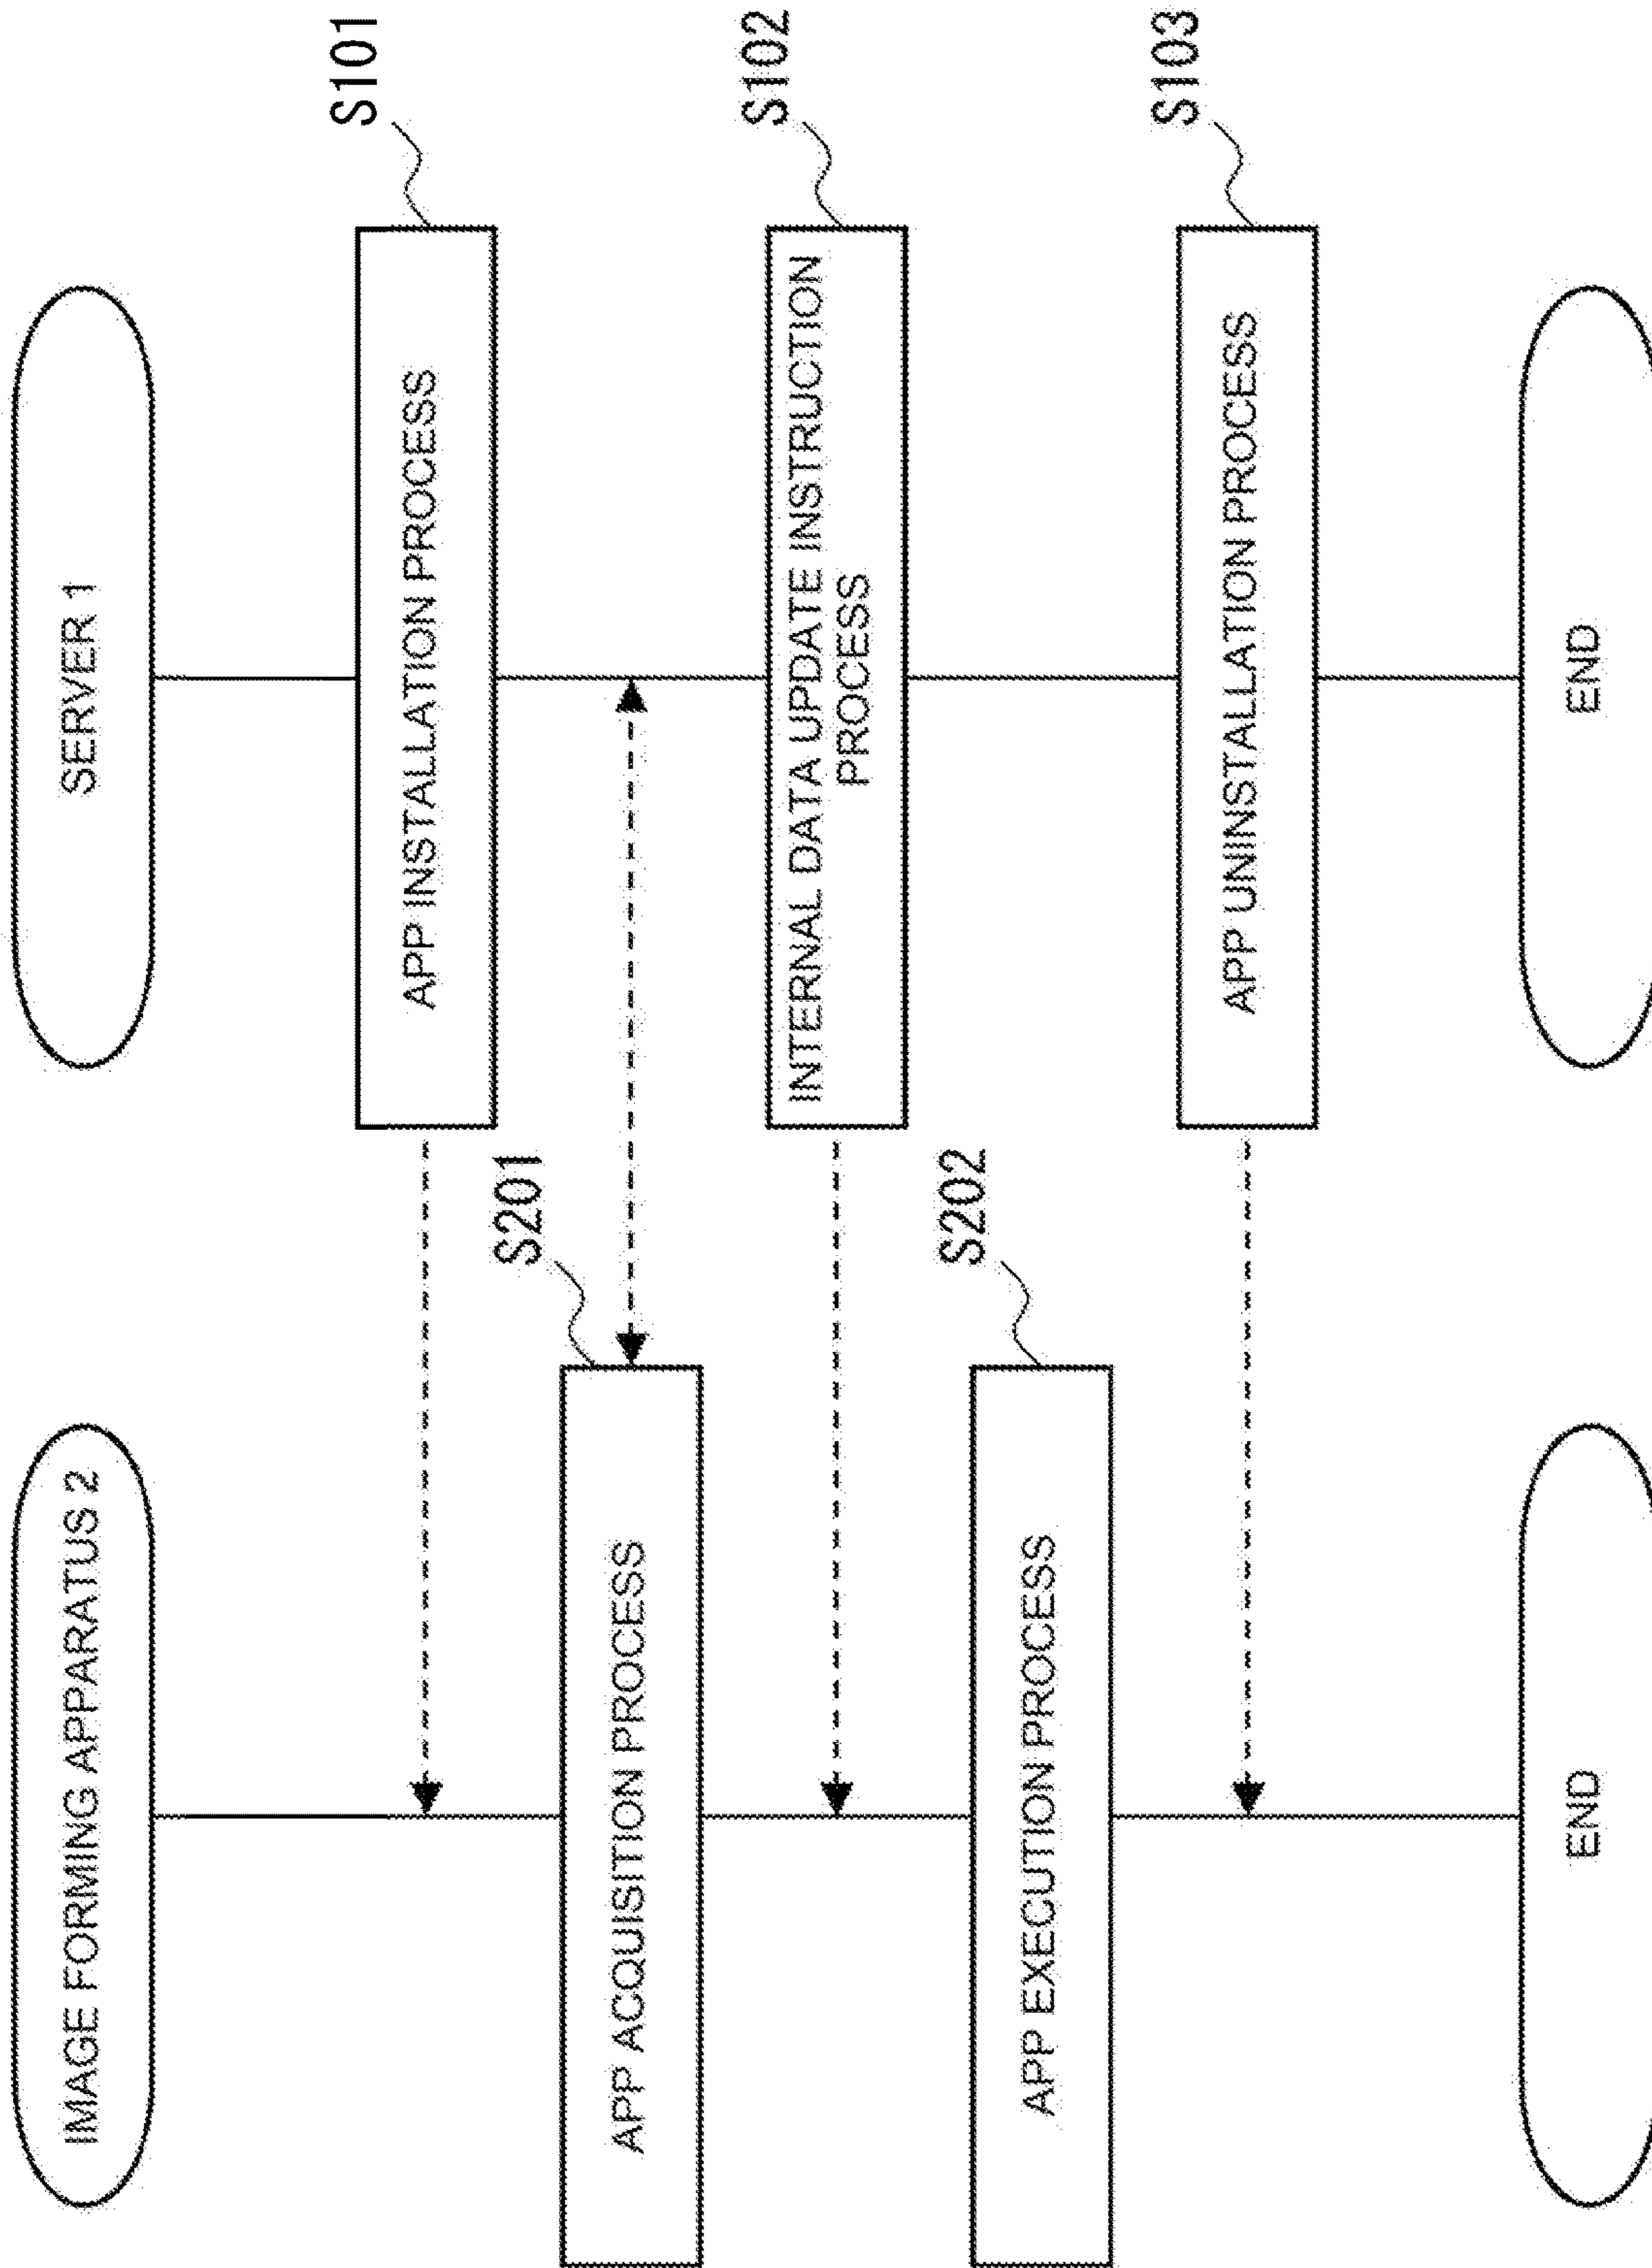 IMAGE FORMING APPARATUS 2
SERVER 1
APP INSTALLATION PROCESS
S101
APP ACQUISITION PROCESS
S201
INTERNAL DATA UPDATE INSTRUCTION
PROCESS
S102
APP EXECUTION PROCESS
S202
APP UNINSTALLATION PROCESS
S103
END
END